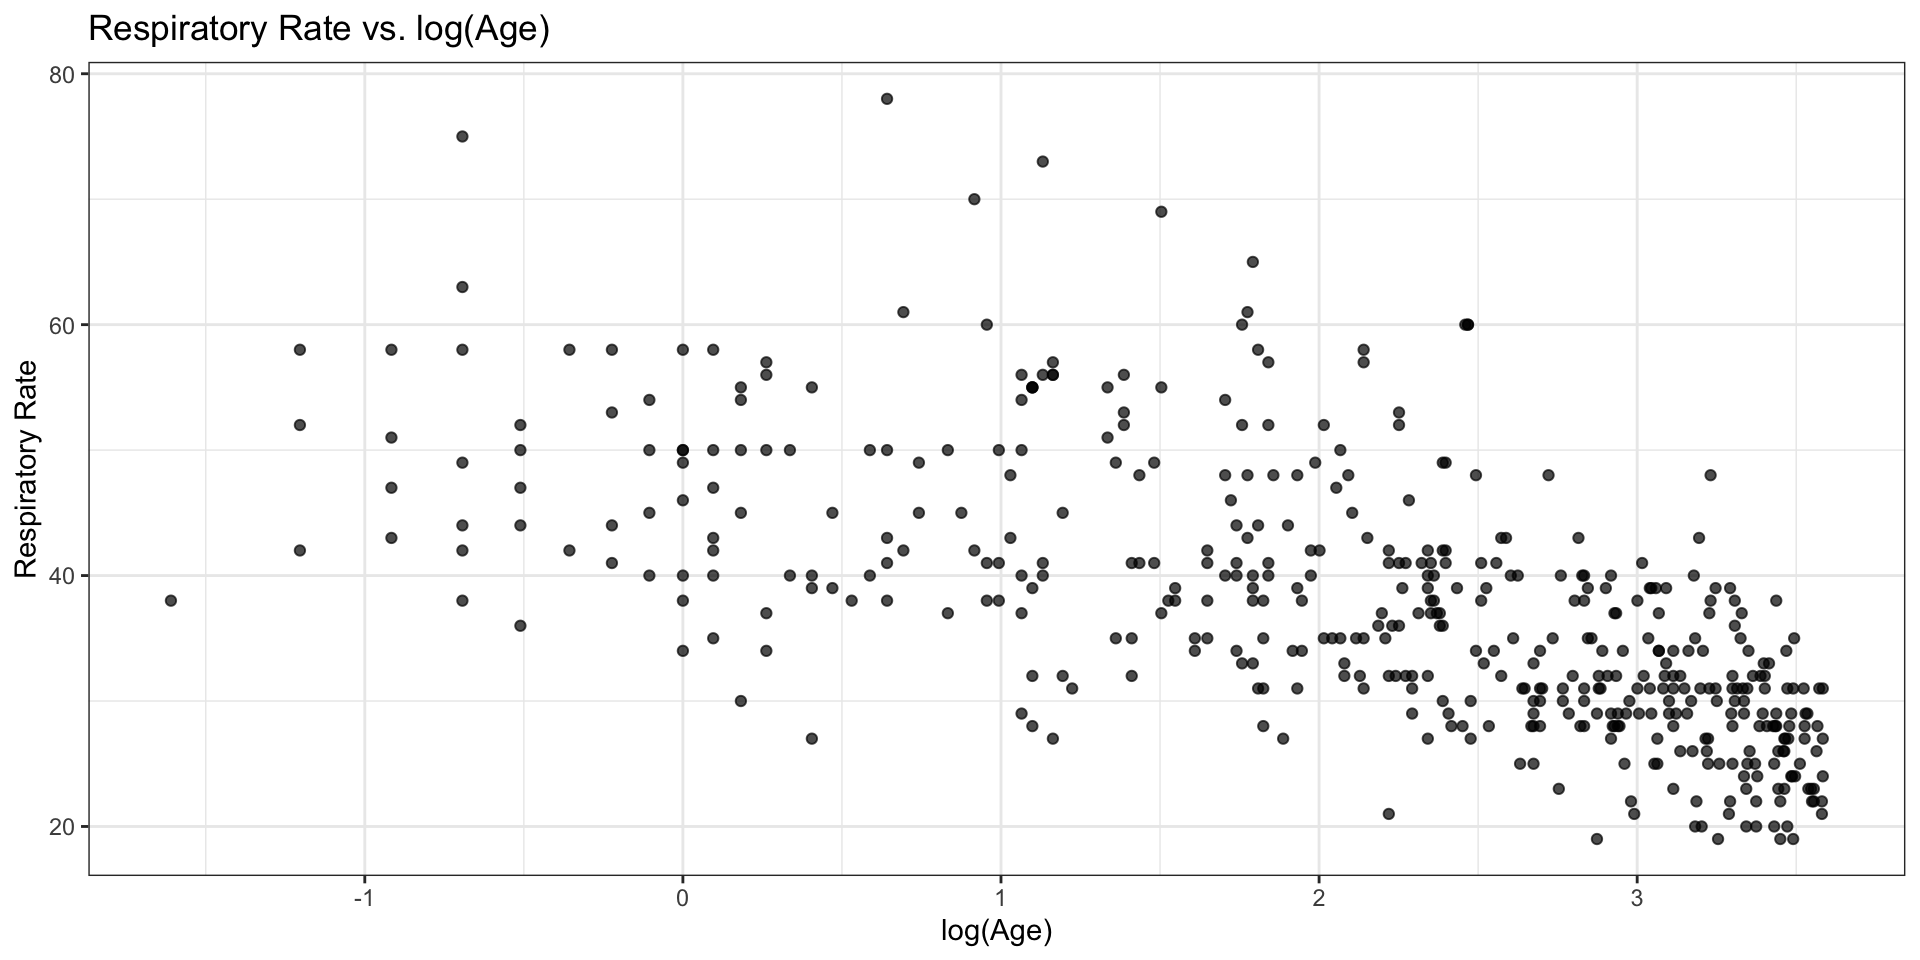 Respiratory Rate vs. log(Age)
80
60
40
20
Respiratory Rate
-1 0 1 2 3
log(Age)